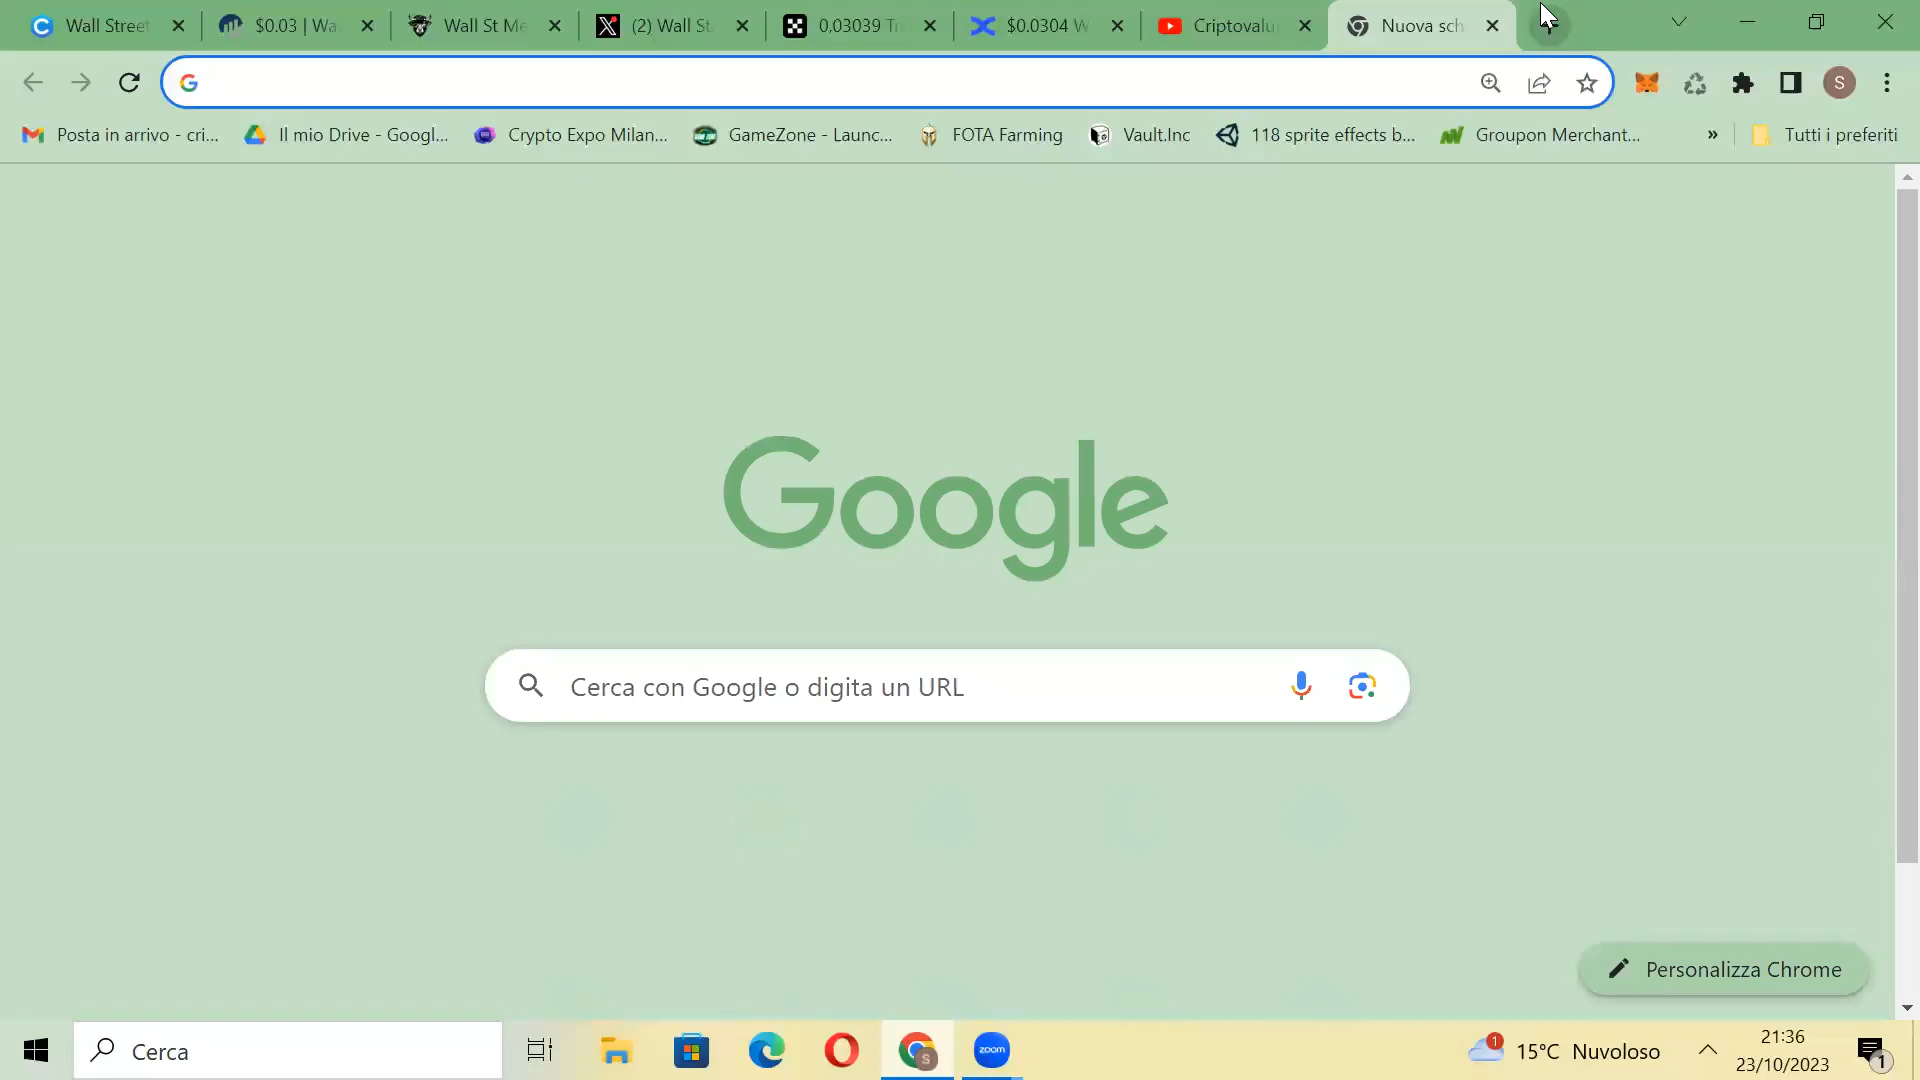 Wall Street
$0.03 | Wa
Wall St Me
(2) Wall St
0,03039 Tr
$0.0304 W
Criptovalu
Nuova sch
S
Posta in arrivo - cri...
Il mio Drive - Googl...
Crypto Expo Milan...
GameZone - Launc...
FOTA Farming
Vault.Inc
118 sprite effects b...
Groupon Merchant...
»
Tutti i preferiti
Google
Cerca con Google o digita un URL
Personalizza Chrome
Cerca
S
zoom
1
15°C Nuvoloso
21:36
23/10/2023
1